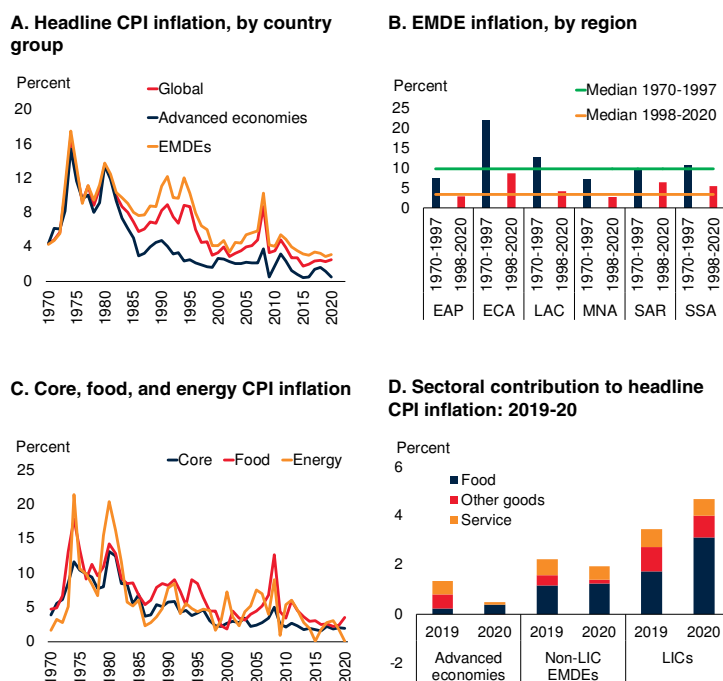 A. Headline CPI inflation, by country
group
Percent
Global
Advanced economies
EMDEs
20
16
12
8
4
0
1970
1975
1980
1985
1990
1995
2000
2005
2010
2015
2020
B. EMDE inflation, by region
Percent
Median 1970-1997
Median 1998-2020
25
20
15
10
5
0
1970-1997
1998-2020
1970-1997
1998-2020
1970-1997
1998-2020
1970-1997
1998-2020
1970-1997
1998-2020
1970-1997
1998-2020
EAP ECA LAC MNA SAR SSA
C. Core, food, and energy CPI inflation
Percent
Core Food Energy
25
20
15
10
5
0
1970
1975
1980
1985
1990
1995
2000
2005
2010
2015
2020
D. Sectoral contribution to headline
CPI inflation: 2019-20
Percent
Food
Other goods
Service
6
4
2
0
-2
2019 2020 2019 2020 2019 2020
Advanced economies
Non-LIC EMDEs
LICs